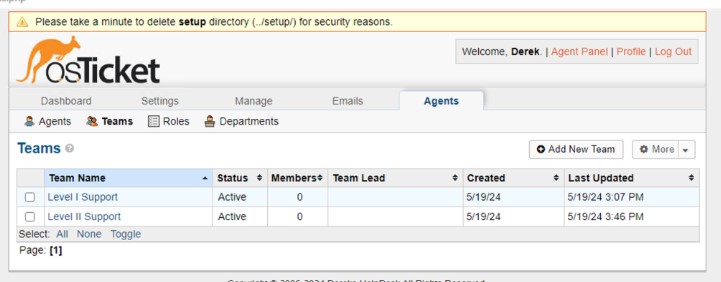 Please take a minute to delete setup directory (../setup/) for security reasons.
osTicket
Welcome, Derek. | Agent Panel | Profile | Log Out
Dashboard Settings Manage Emails Agents
Agents Teams Roles Departments
Teams
Add New Team More
Team Name Status Members Team Lead Created Last Updated
Level I Support Active 0 5/19/24 5/19/24 3:07 PM
Level II Support Active 0 5/19/24 5/19/24 3:46 PM
Select: All None Toggle
Page: [1]